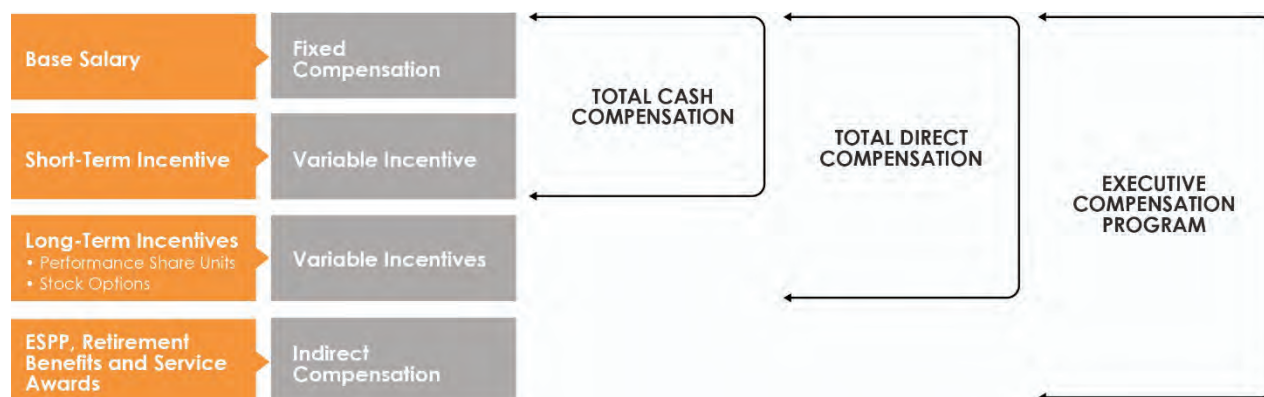 Base Salary
Fixed
Compensation
TOTAL CASH
COMPENSATION
TOTAL DIRECT
COMPENSATION
EXECUTIVE
COMPENSATION
PROGRAM
Short-Term Incentive
Variable Incentive
Long-Term Incentives
• Performance Share Units
• Stock Options
Variable Incentives
ESPP, Retirement
Benefits and Service
Awards
Indirect
Compensation